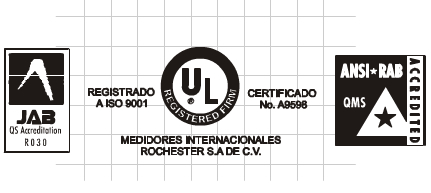 JAB
QS Accreditation
R030
REGISTRADO
A ISO 9001
UL
®
REGISTERED FIRM
CERTIFICADO
No. A9598
MEDIDORES INTERNACIONALES
ROCHESTER S.A DE C.V.
ANSI★RAB
QMS
ACCREDITED